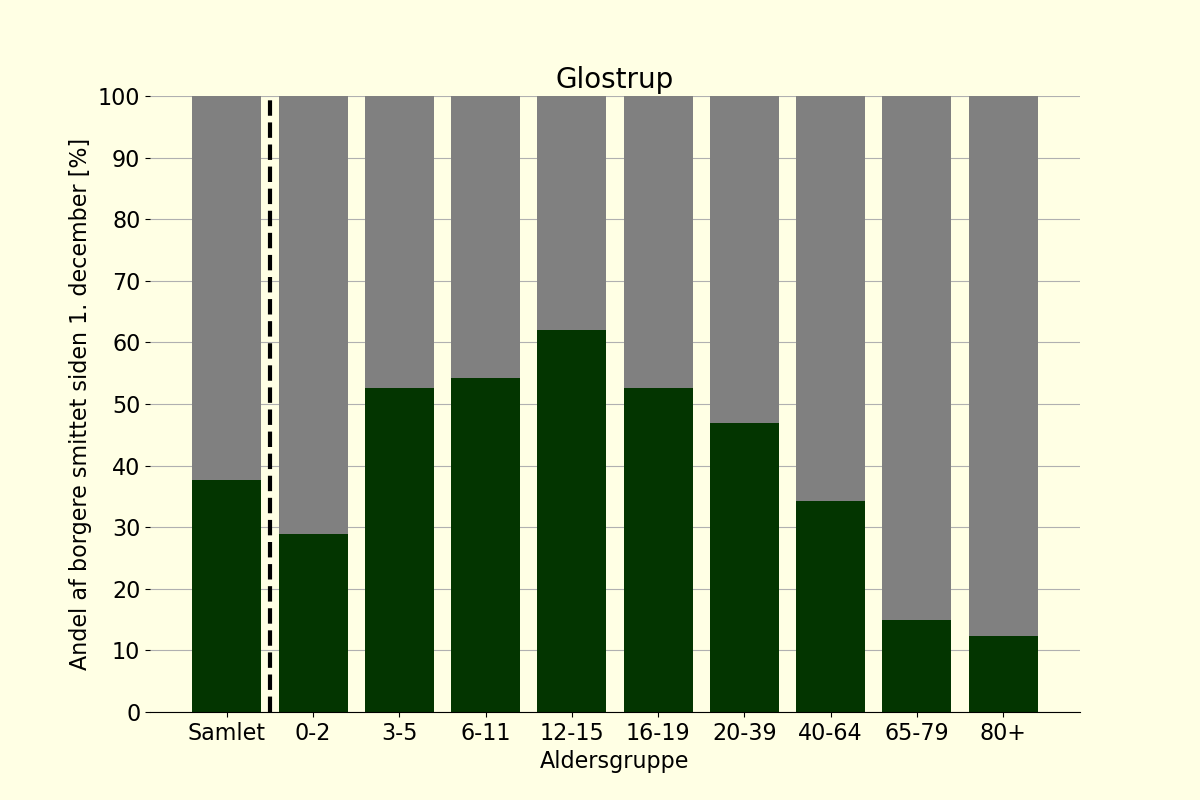 Glostrup
Andel af borgere smittet siden 1. december [%]
100
90
80
70
60
50
40
30
20
10
0
Samlet 0-2 3-5 6-11 12-15 16-19 20-39 40-64 65-79 80+
Aldersgruppe